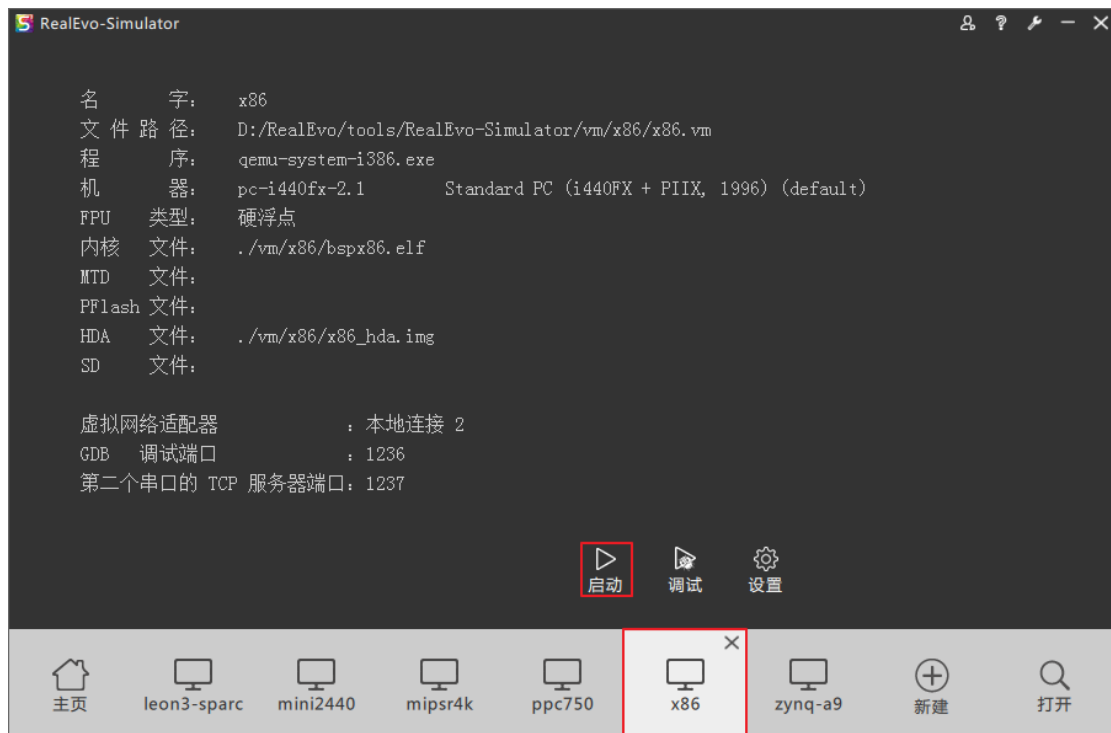 RealEvo-Simulator
名 字: x86
文件路径: D:/RealEvo/tools/RealEvo-Simulator/vm/x86/x86.vm
程 序: qemu-system-i386.exe
机 器: pc-i440fx-2.1 Standard PC (i440FX + PIIX, 1996) (default)
FPU 类型: 硬浮点
内核 文件: ./vm/x86/bspx86.elf
MTD 文件:
PFlash 文件:
HDA 文件: ./vm/x86/x86_hda.img
SD 文件:
虚拟网络适配器 : 本地连接 2
GDB 调试端口 : 1236
第二个串口的 TCP 服务器端口: 1237
启动 调试 设置
主页 leon3-sparc mini2440 mipsr4k ppc750 x86 zynq-a9 新建 打开